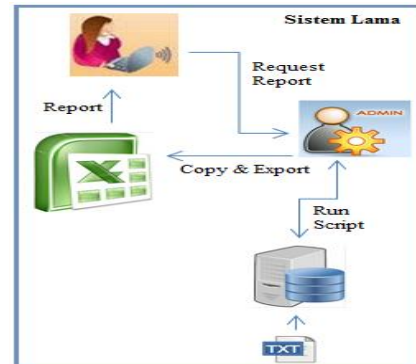 Sistem Lama
Request
Report
Report
ADMIN
Copy & Export
Run
Script
TXT